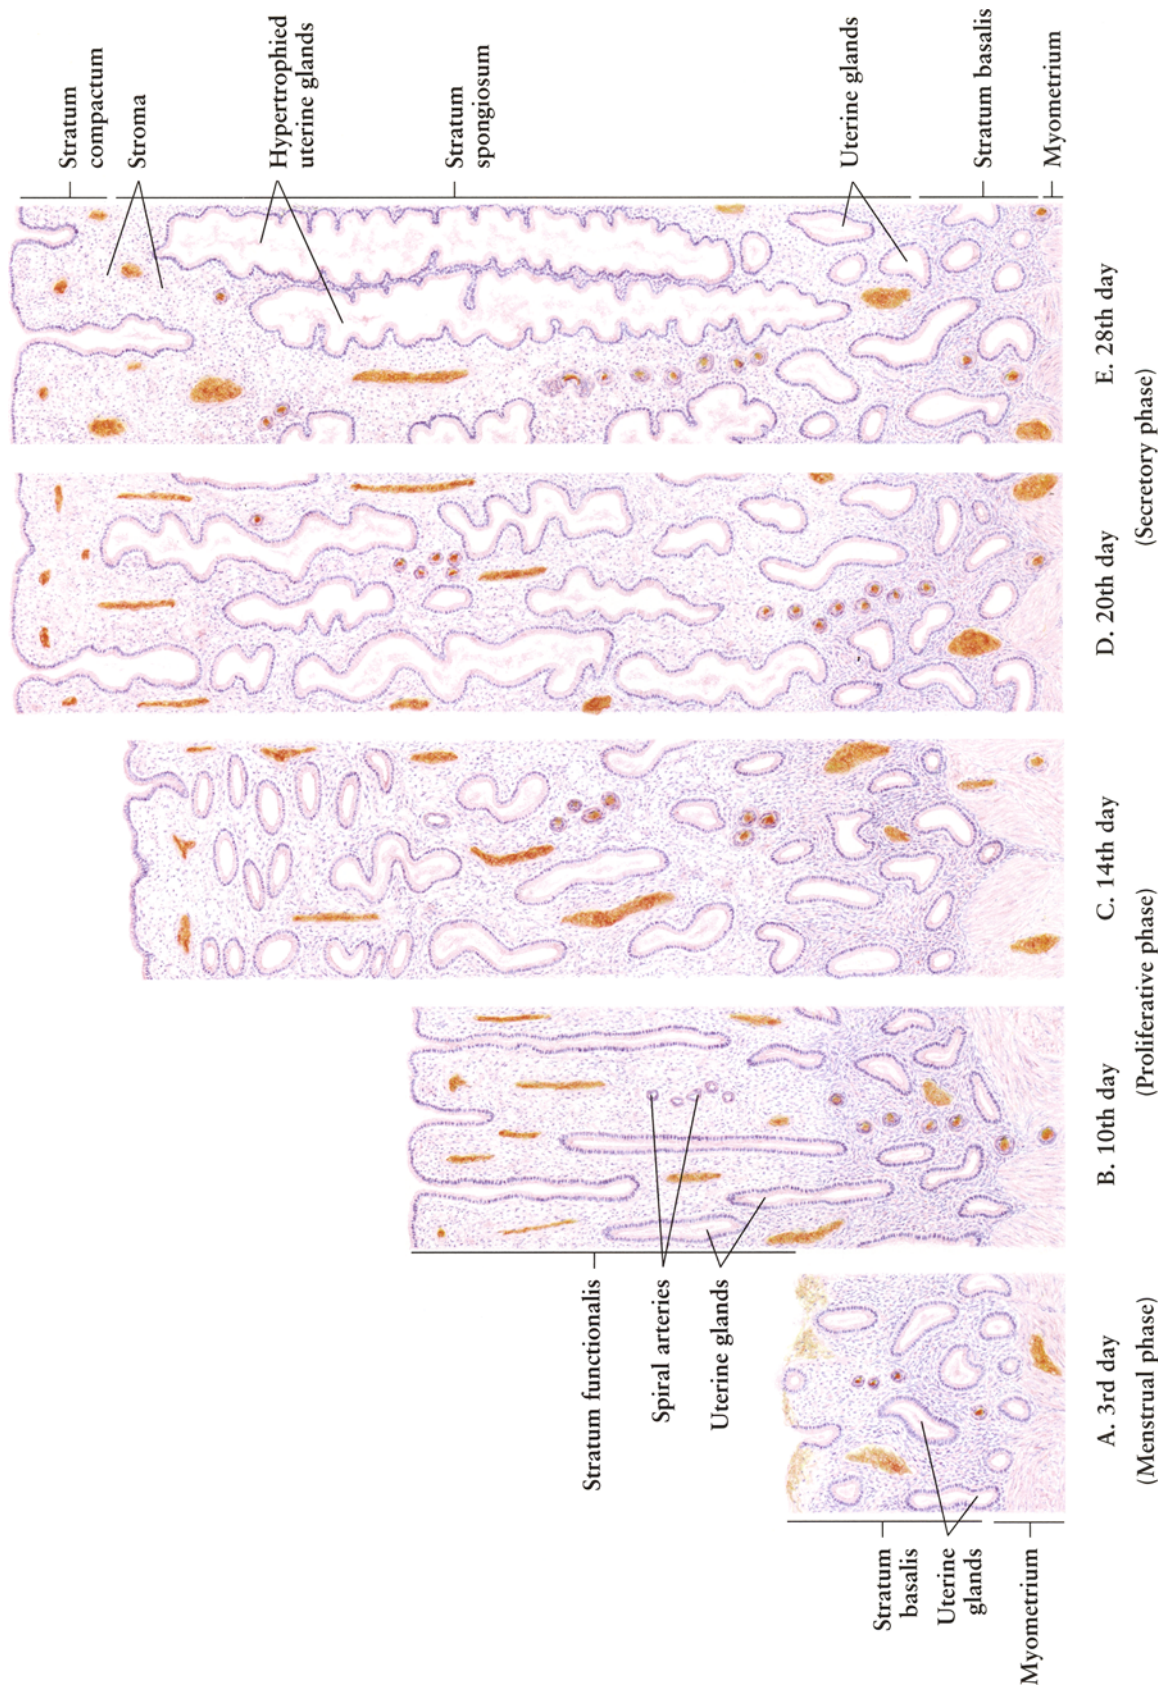 Stratum
compactum
Stroma
Hypertrophied
uterine glands
Stratum
spongiosum
Uterine glands
Stratum basalis
Myometrium
Stratum functionalis
Spiral arteries
Uterine glands
Stratum
basalis
Uterine
glands
Myometrium
A. 3rd day
B. 10th day
C. 14th day
D. 20th day
E. 28th day
(Menstrual phase)
(Proliferative phase)
(Secretory phase)